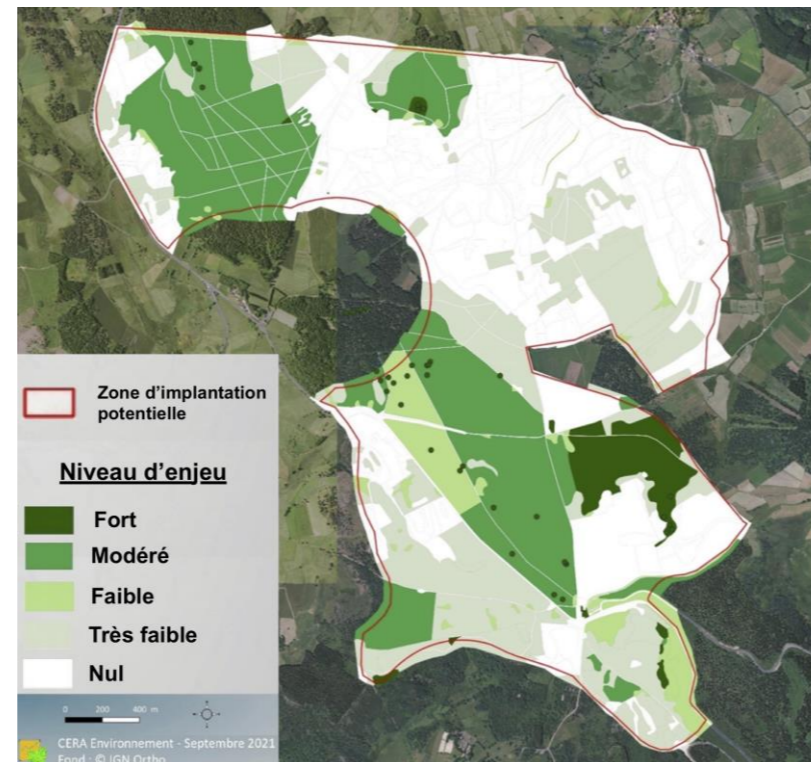 Zone d'implantation
potentielle
Niveau d'enjeu
Fort
Modéré
Faible
Très faible
Nul
0 200 400 m
CERA Environnement - Septembre 2021
Fond : © IGN Ortho